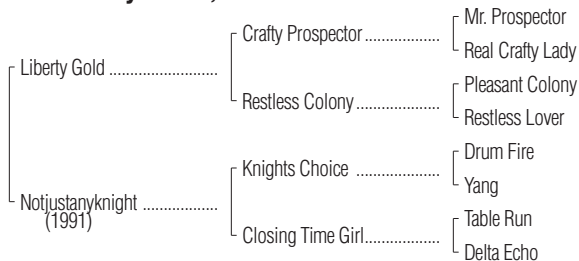 Mr. Prospector
Crafty Prospector..................
Real Crafty Lady
Liberty Gold ..........................
Pleasant Colony
Restless Colony ....................
Restless Lover
Drum Fire
Knights Choice ....................
Yang
Notjustanyknight ..................
(1991)
Table Run
Closing Time Girl..................
Delta Echo